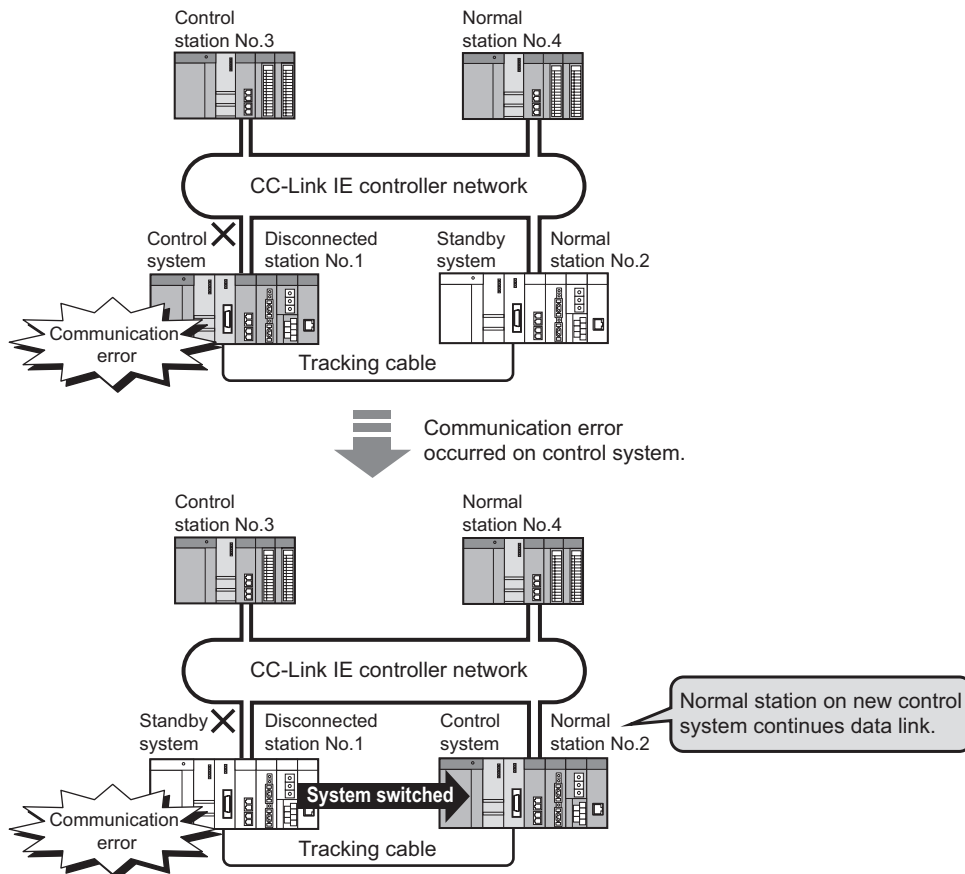 Control
station No.3
Normal
station No.4
CC-Link IE controller network
Control
system
Disconnected
station No.1
Standby
system
Normal
station No.2
Communication
error
Tracking cable
Communication error
occurred on control system.
Control
station No.3
Normal
station No.4
CC-Link IE controller network
Standby
system
Disconnected
station No.1
Control
system
Normal
station No.2
Normal station on new control
system continues data link.
System switched
Communication
error
Tracking cable